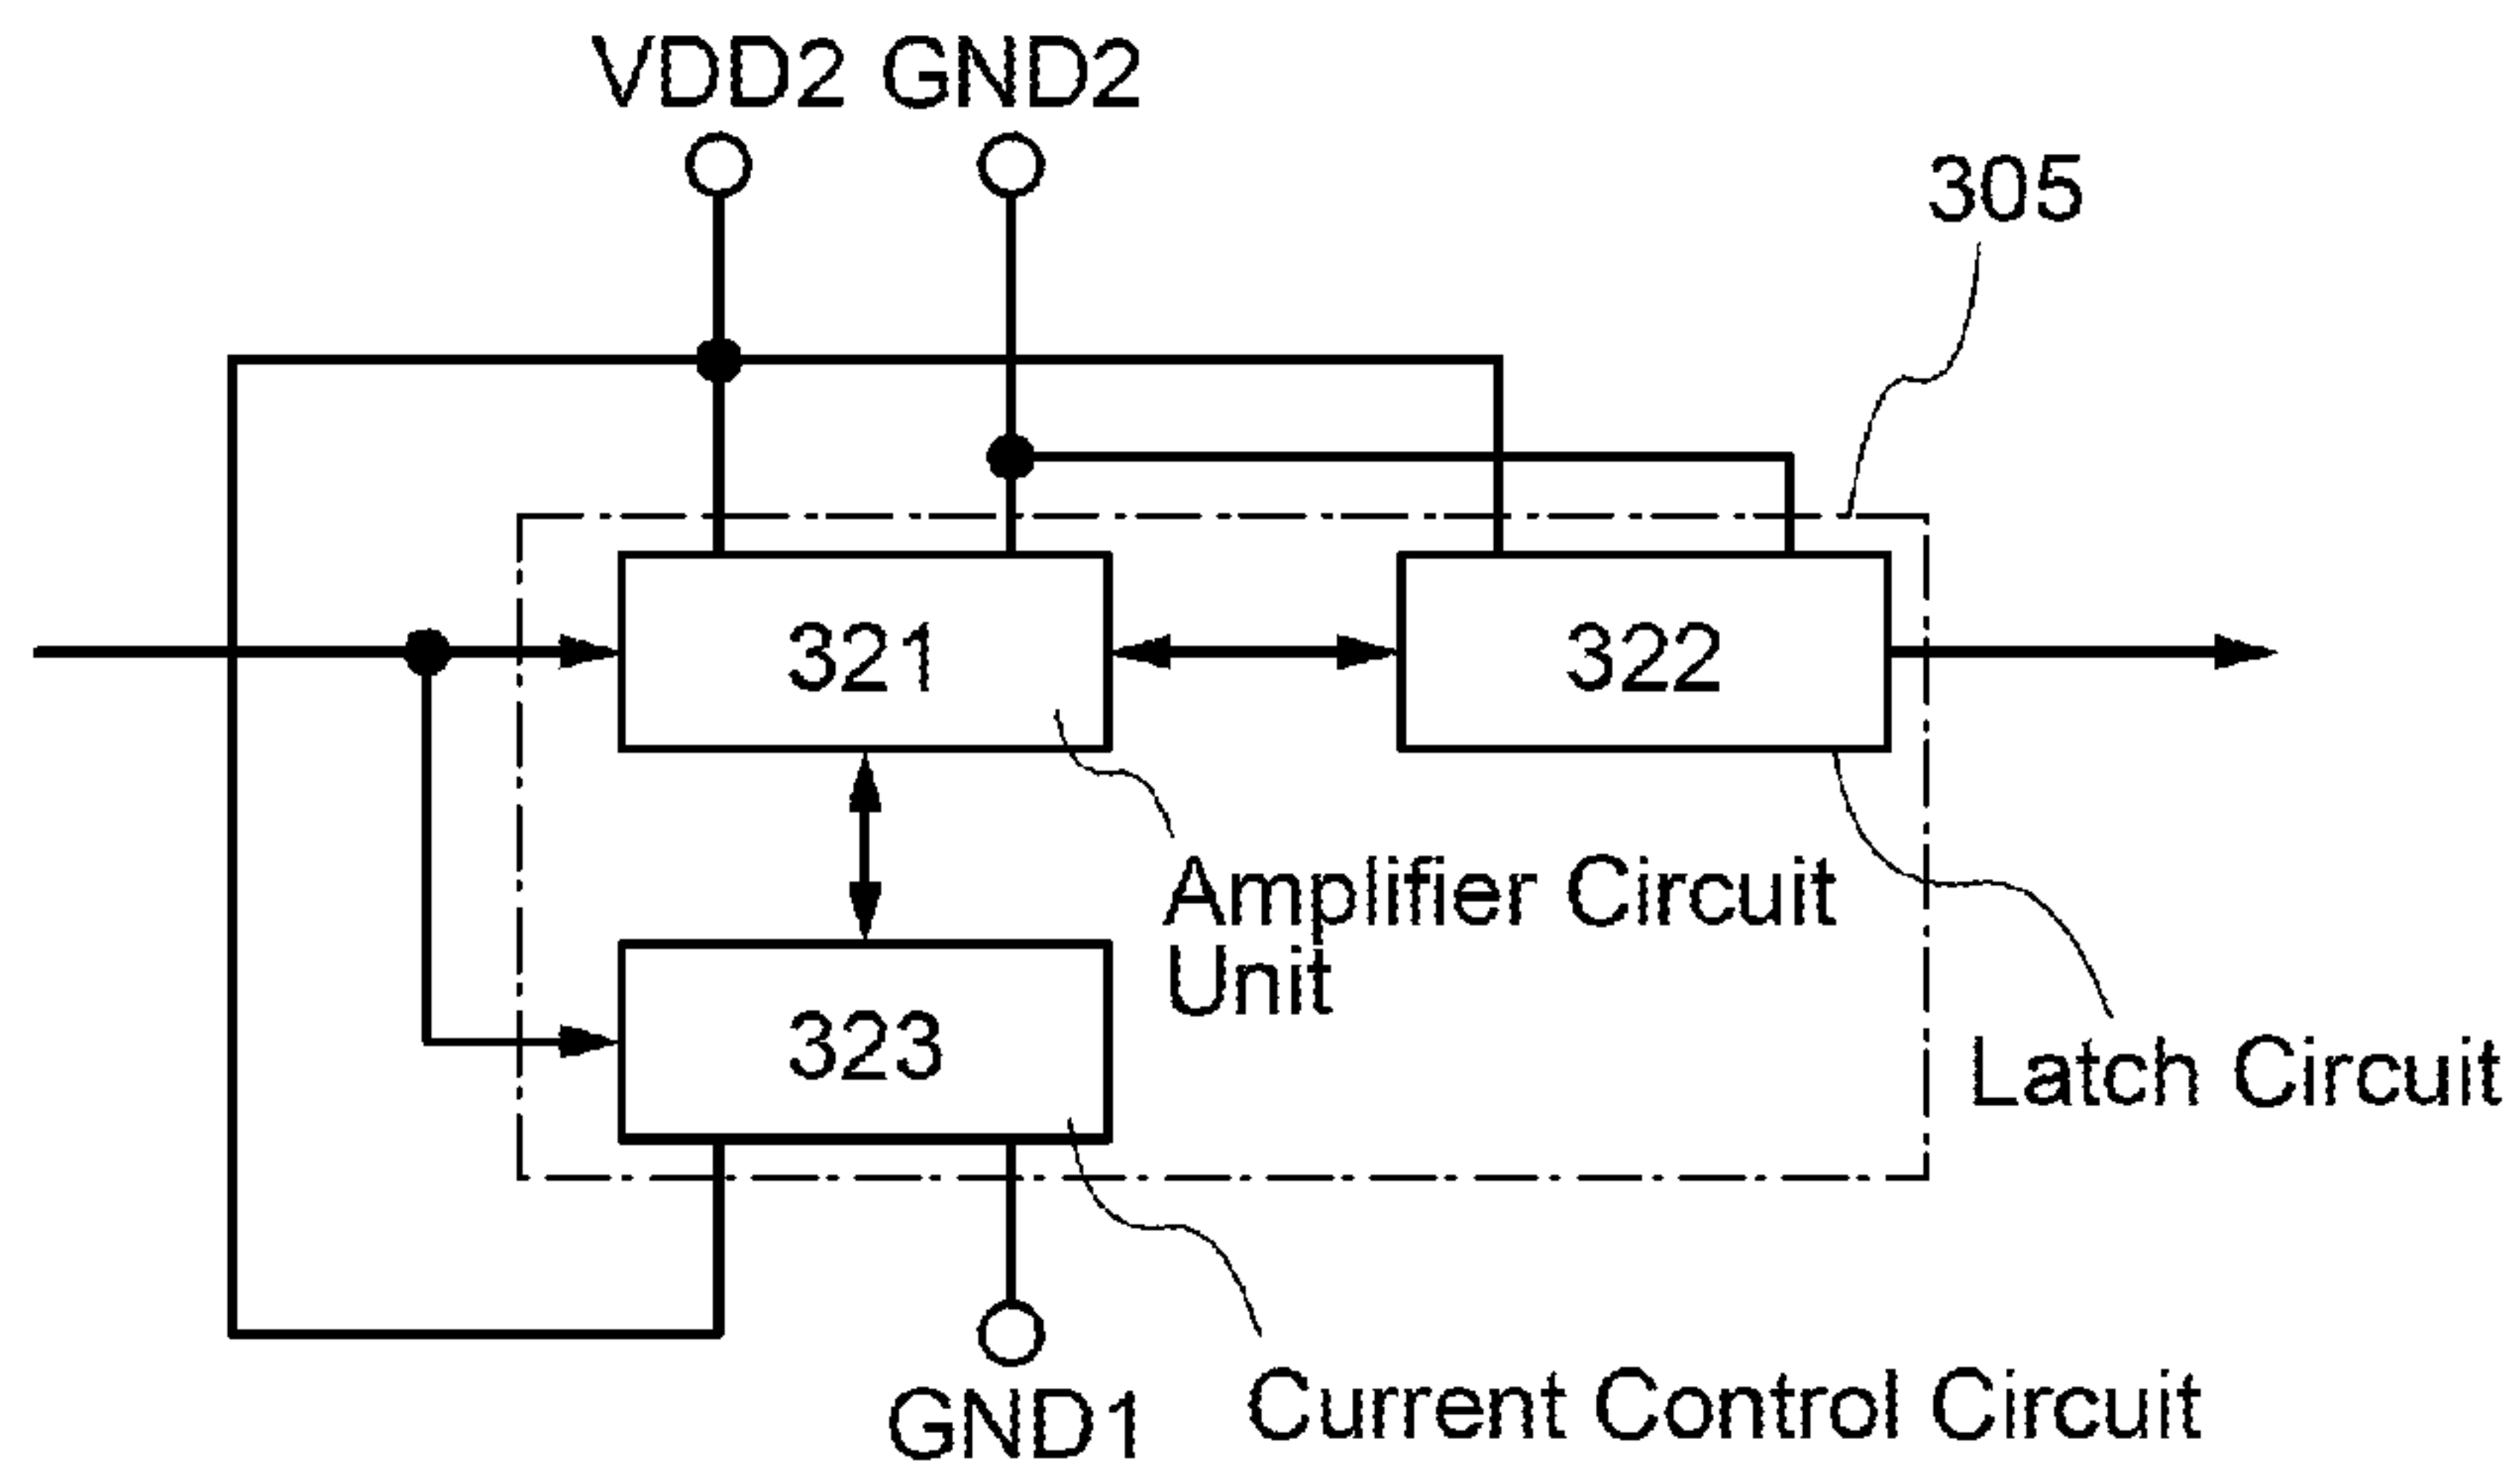 VDD2 GND2
305
321
322
Amplifier Circuit
Unit
323
Latch Circuit
Current Control Circuit
GND1